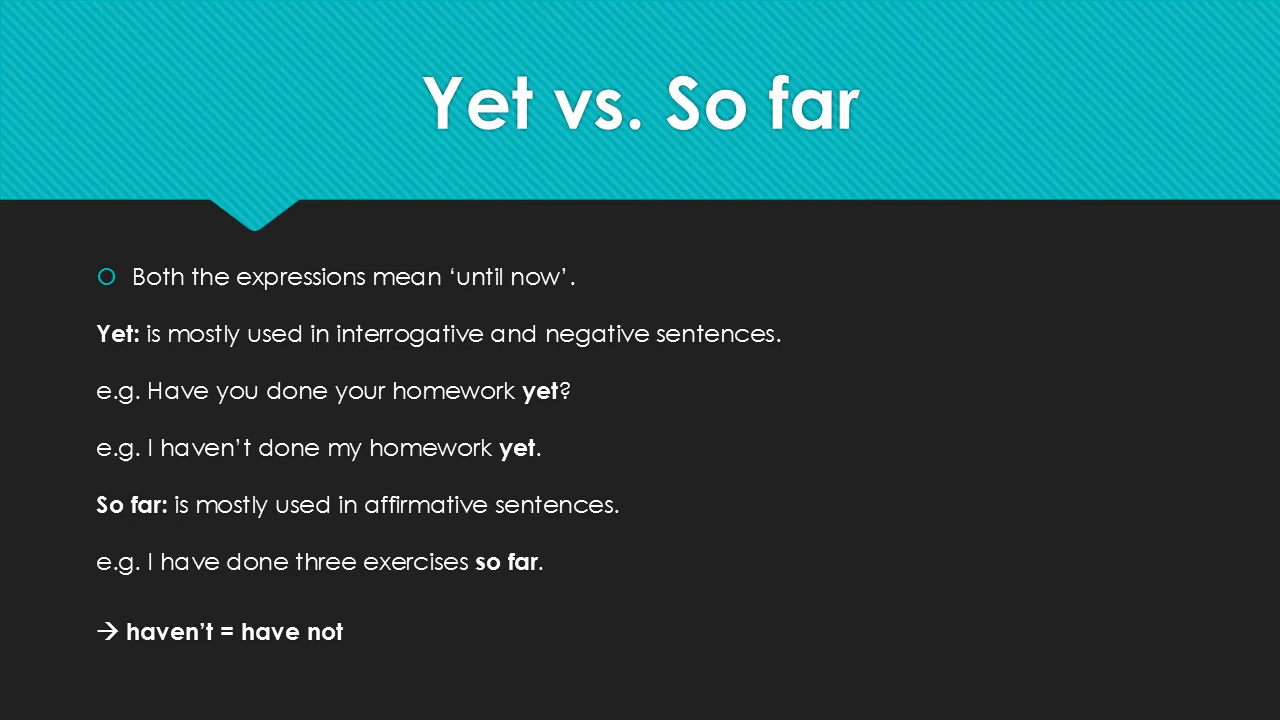 Yet vs. So far
Both the expressions mean ‘until now’.
Yet: is mostly used in interrogative and negative sentences.
e.g. Have you done your homework yet?
e.g. I haven’t done my homework yet.
So far: is mostly used in affirmative sentences.
e.g. I have done three exercises so far.
→ haven’t = have not